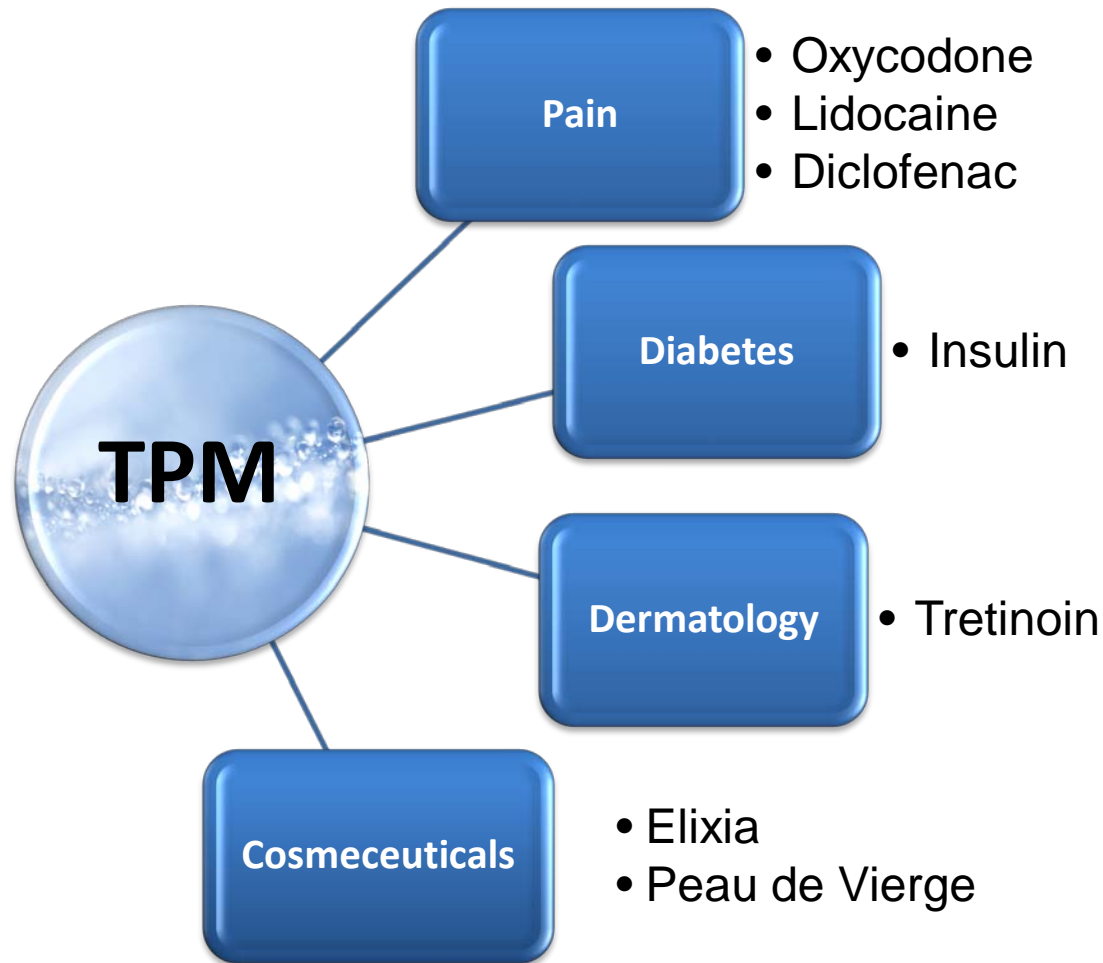 Pain
• Oxycodone
• Lidocaine
• Diclofenac
Diabetes
• Insulin
TPM
Dermatology
• Tretinoin
Cosmeceuticals
• Elixia
• Peau de Vierge